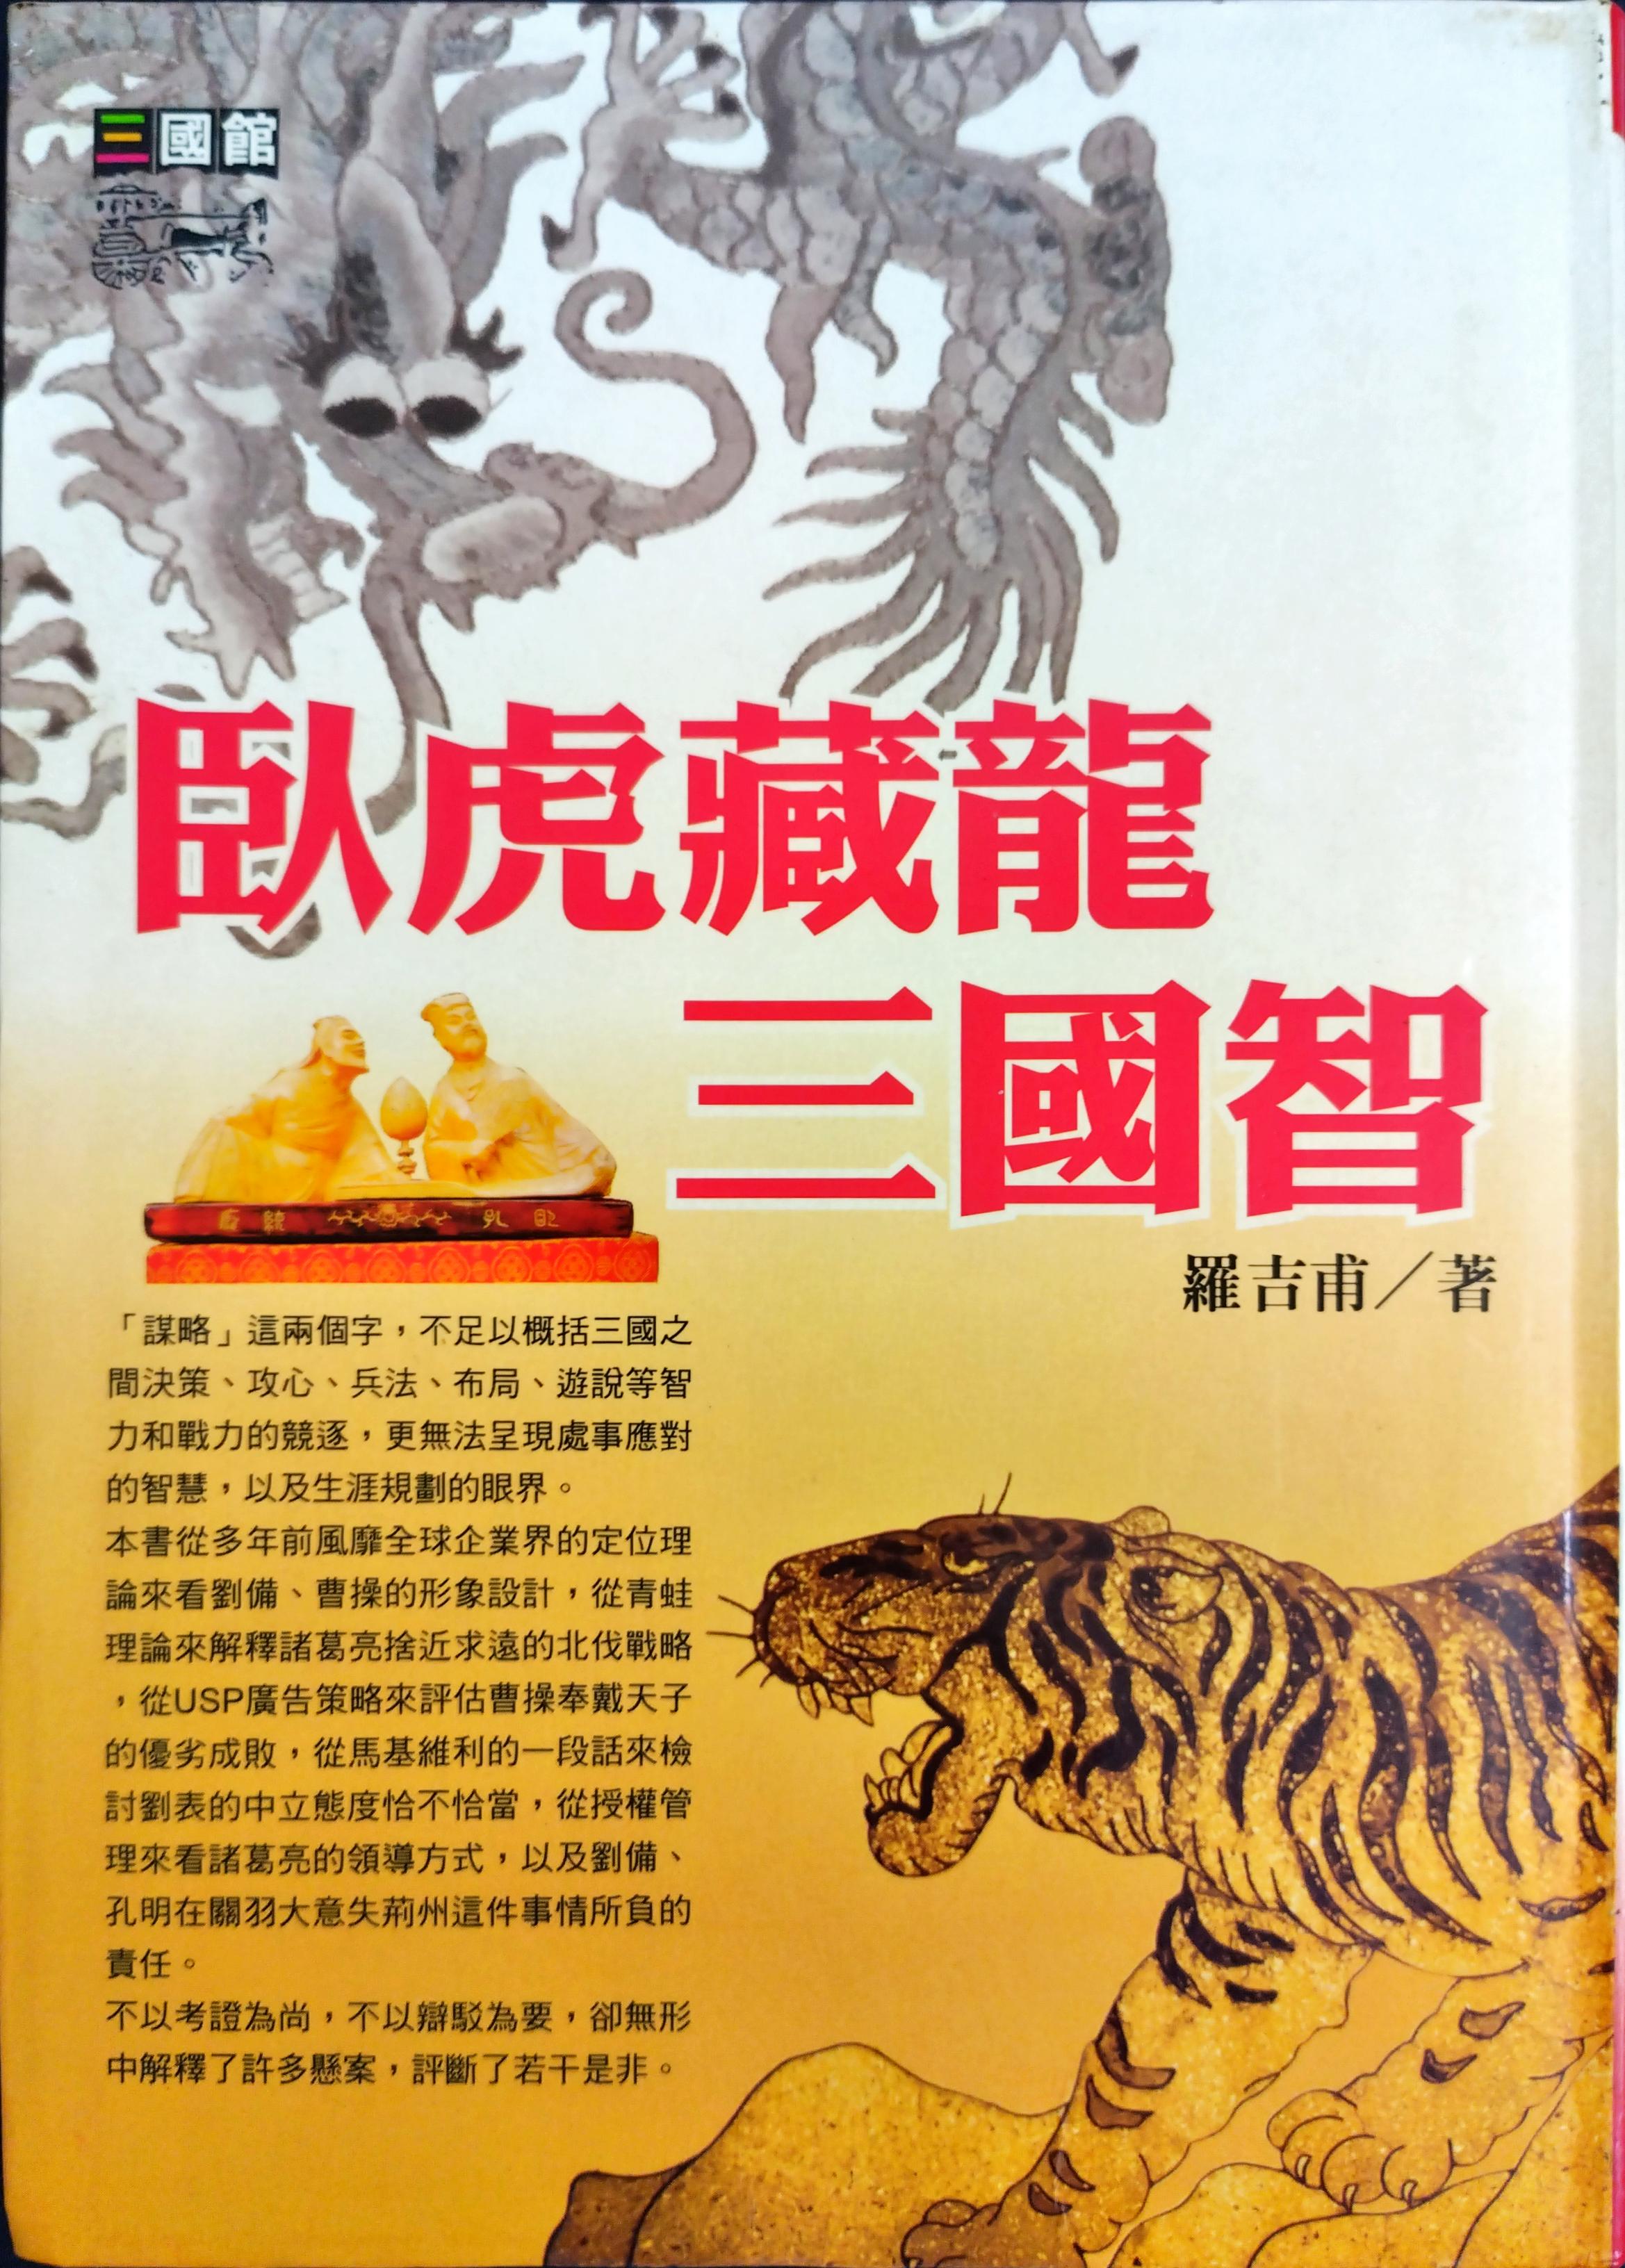 三國館
臥虎藏龍
三國智
龐統 孔明
羅吉甫／著
「謀略」這兩個字，不足以概括三國之
間決策、攻心、兵法、布局、遊說等智
力和戰力的競逐，更無法呈現處事應對
的智慧，以及生涯規劃的眼界。
本書從多年前風靡全球企業界的定位理
論來看劉備、曹操的形象設計，從青蛙
理論來解釋諸葛亮捨近求遠的北伐戰略
，從USP廣告策略來評估曹操奉戴天子
的優劣成敗，從馬基維利的一段話來檢
討劉表的中立態度恰不恰當，從授權管
理來看諸葛亮的領導方式，以及劉備、
孔明在關羽大意失荊州這件事情所負的
責任。
不以考證為尚，不以辯駁為要，卻無形
中解釋了許多懸案，評斷了若干是非。